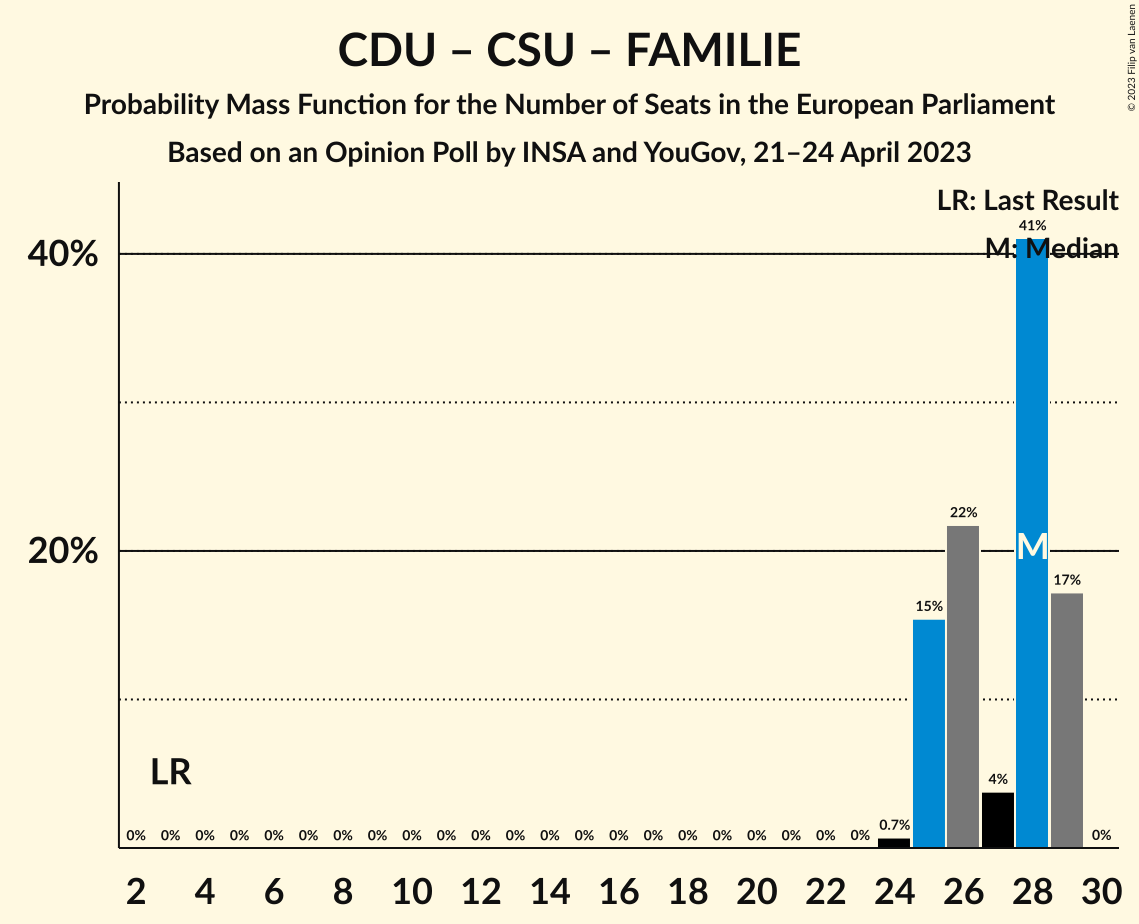 © 2023 Filip van Laenen
CDU – CSU – FAMILIE
Probability Mass Function for the Number of Seats in the European Parliament
Based on an Opinion Poll by INSA and YouGov, 21–24 April 2023
LR: Last Result
41%
M: Median
40%
22%
20%
M
17%
15%
LR
4%
0.7%
0% 0% 0% 0% 0% 0% 0% 0% 0% 0% 0% 0% 0% 0% 0% 0% 0% 0% 0% 0% 0% 0% 0%
2 4 6 8 10 12 14 16 18 20 22 24 26 28 30